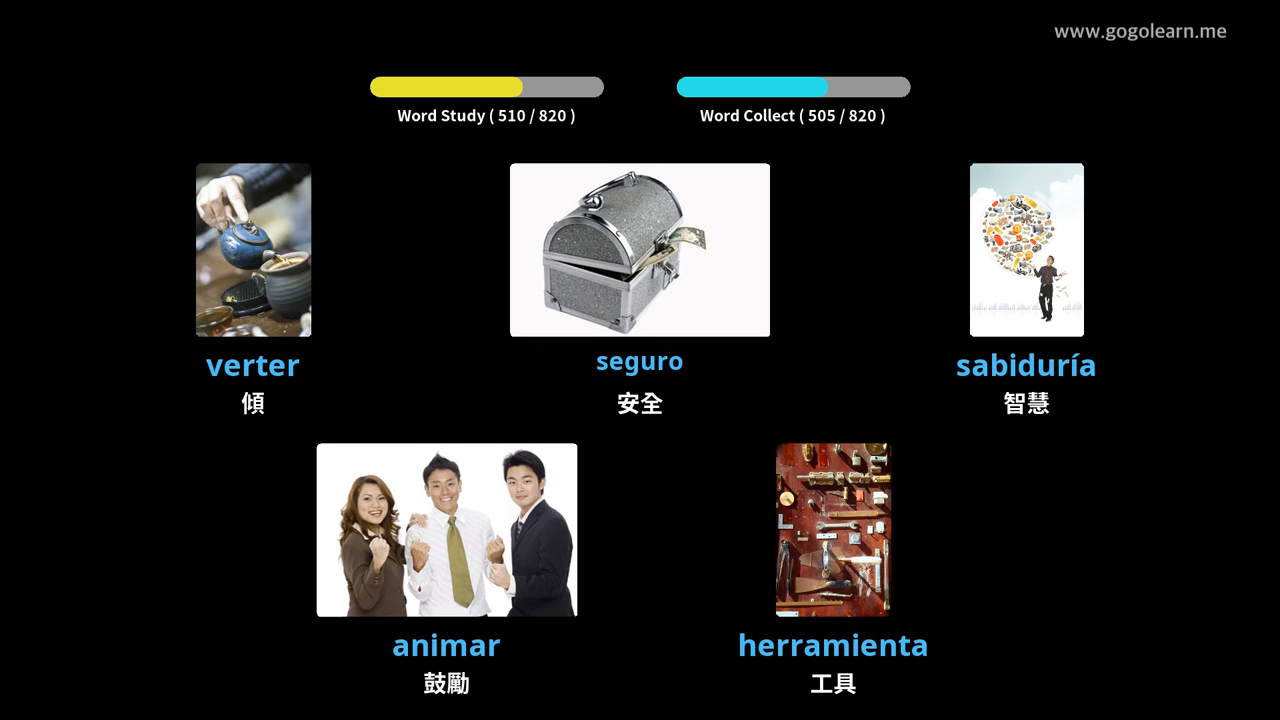 www.gogolearn.me
Word Study ( 510 / 820 )
Word Collect ( 505 / 820 )
verter
傾
seguro
安全
sabiduría
智慧
animar
鼓勵
herramienta
工具